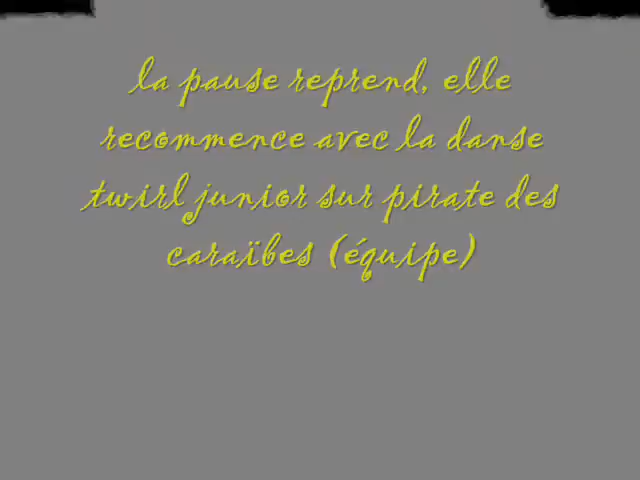 la pause reprend, elle
recommence avec la danse
twirl junior sur pirate des
caraïbes (équipe)